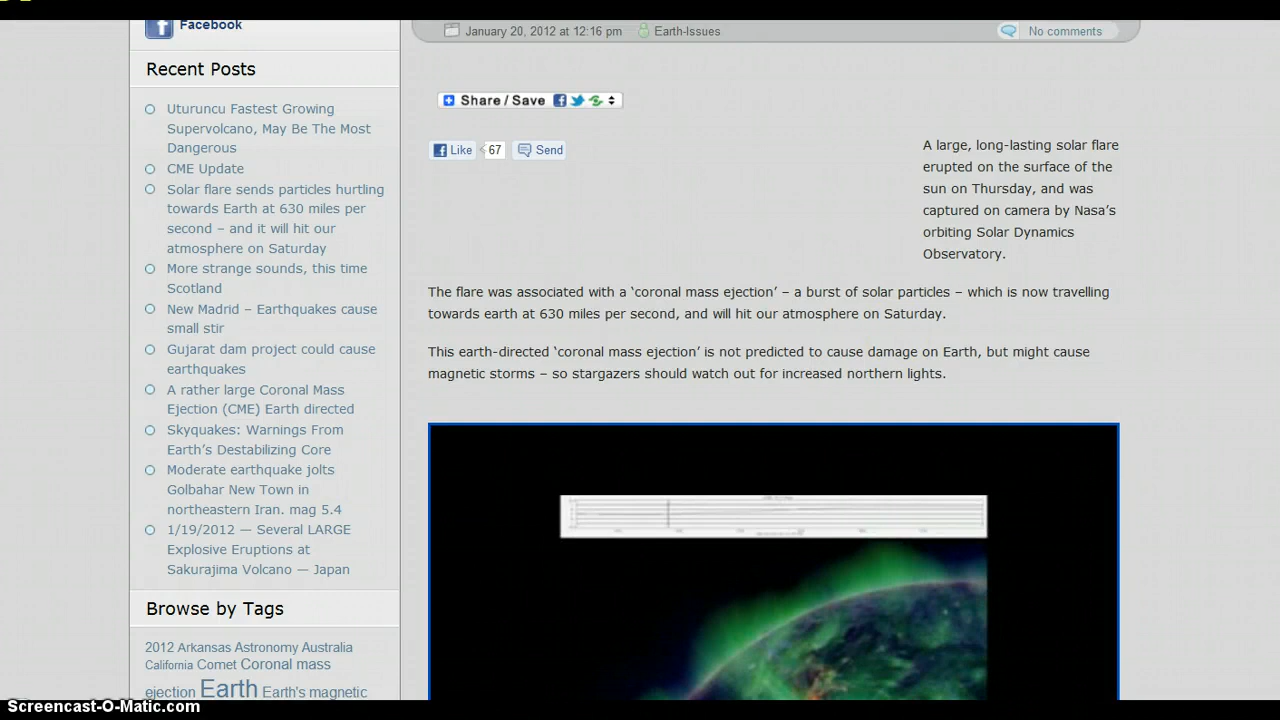 Facebook
Recent Posts
Uturuncu Fastest Growing
Supervolcano, May Be The Most
Dangerous
CME Update
Solar flare sends particles hurtling
towards Earth at 630 miles per
second – and it will hit our
atmosphere on Saturday
More strange sounds, this time
Scotland
New Madrid – Earthquakes cause
small stir
Gujarat dam project could cause
earthquakes
A rather large Coronal Mass
Ejection (CME) Earth directed
Skyquakes: Warnings From
Earth’s Destabilizing Core
Moderate earthquake jolts
Golbahar New Town in
northeastern Iran. mag 5.4
1/19/2012 — Several LARGE
Explosive Eruptions at
Sakurajima Volcano — Japan
Browse by Tags
2012 Arkansas Astronomy Australia
California Comet Coronal mass
ejection Earth Earth's magnetic
January 20, 2012 at 12:16 pm Earth-Issues No comments
Share / Save
Like 67 Send
A large, long-lasting solar flare
erupted on the surface of the
sun on Thursday, and was
captured on camera by Nasa’s
orbiting Solar Dynamics
Observatory.
The flare was associated with a ‘coronal mass ejection’ – a burst of solar particles – which is now travelling
towards earth at 630 miles per second, and will hit our atmosphere on Saturday.
This earth-directed ‘coronal mass ejection’ is not predicted to cause damage on Earth, but might cause
magnetic storms – so stargazers should watch out for increased northern lights.
Screencast-O-Matic.com